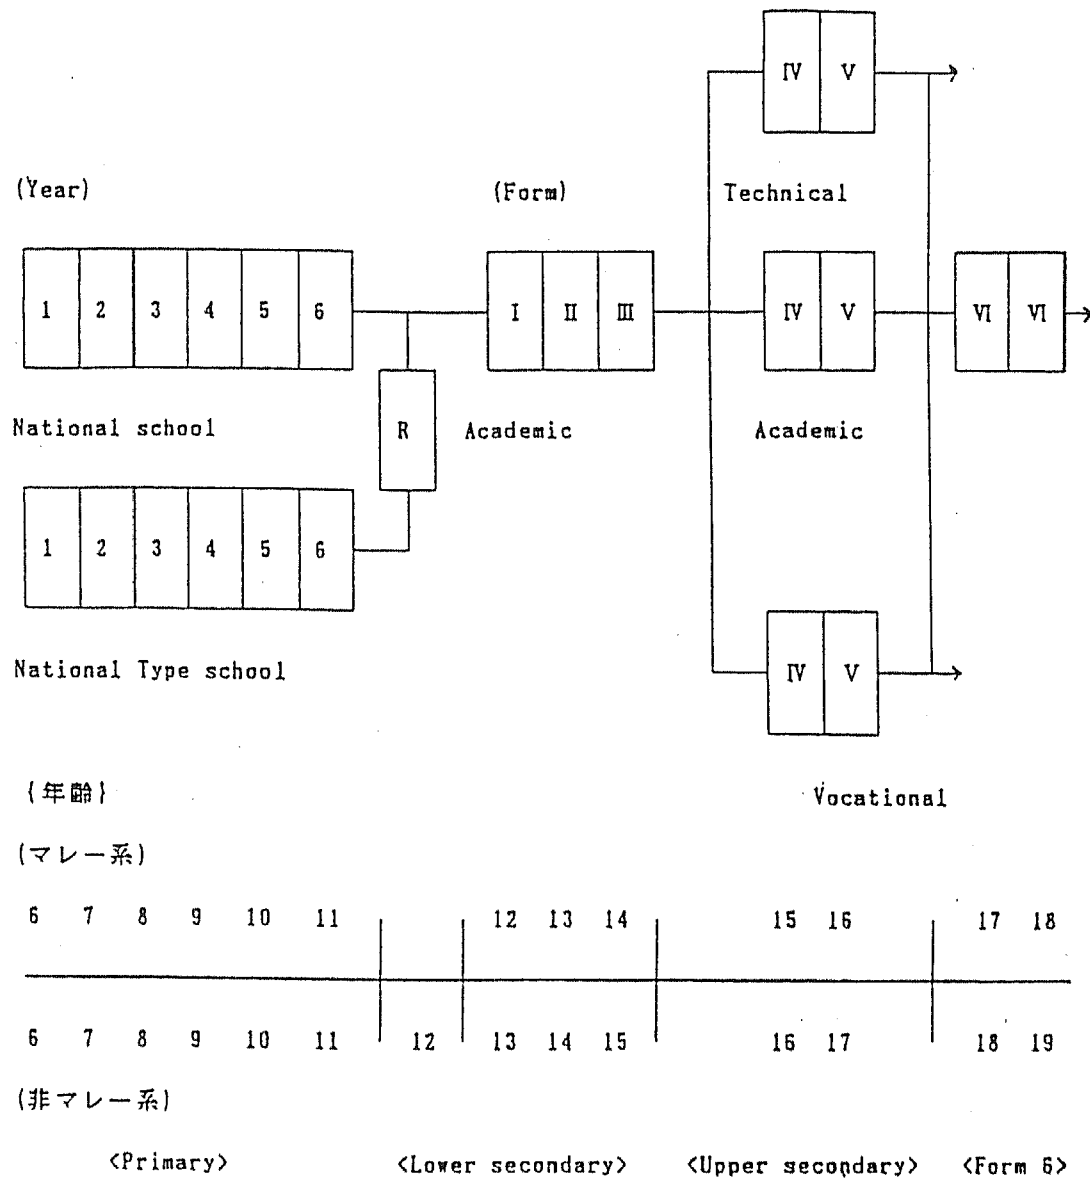 IV V
(Year) (Form) Technical
1 2 3 4 5 6 I II III IV V VI VI
National school R Academic Academic
1 2 3 4 5 6
National Type school IV V
{年齢} Vocational
(マレー系)
6 7 8 9 10 11 12 13 14 15 16 17 18
6 7 8 9 10 11 12 13 14 15 16 17 18 19
(非マレー系)
<Primary> <Lower secondary> <Upper secondary> <Form 6>